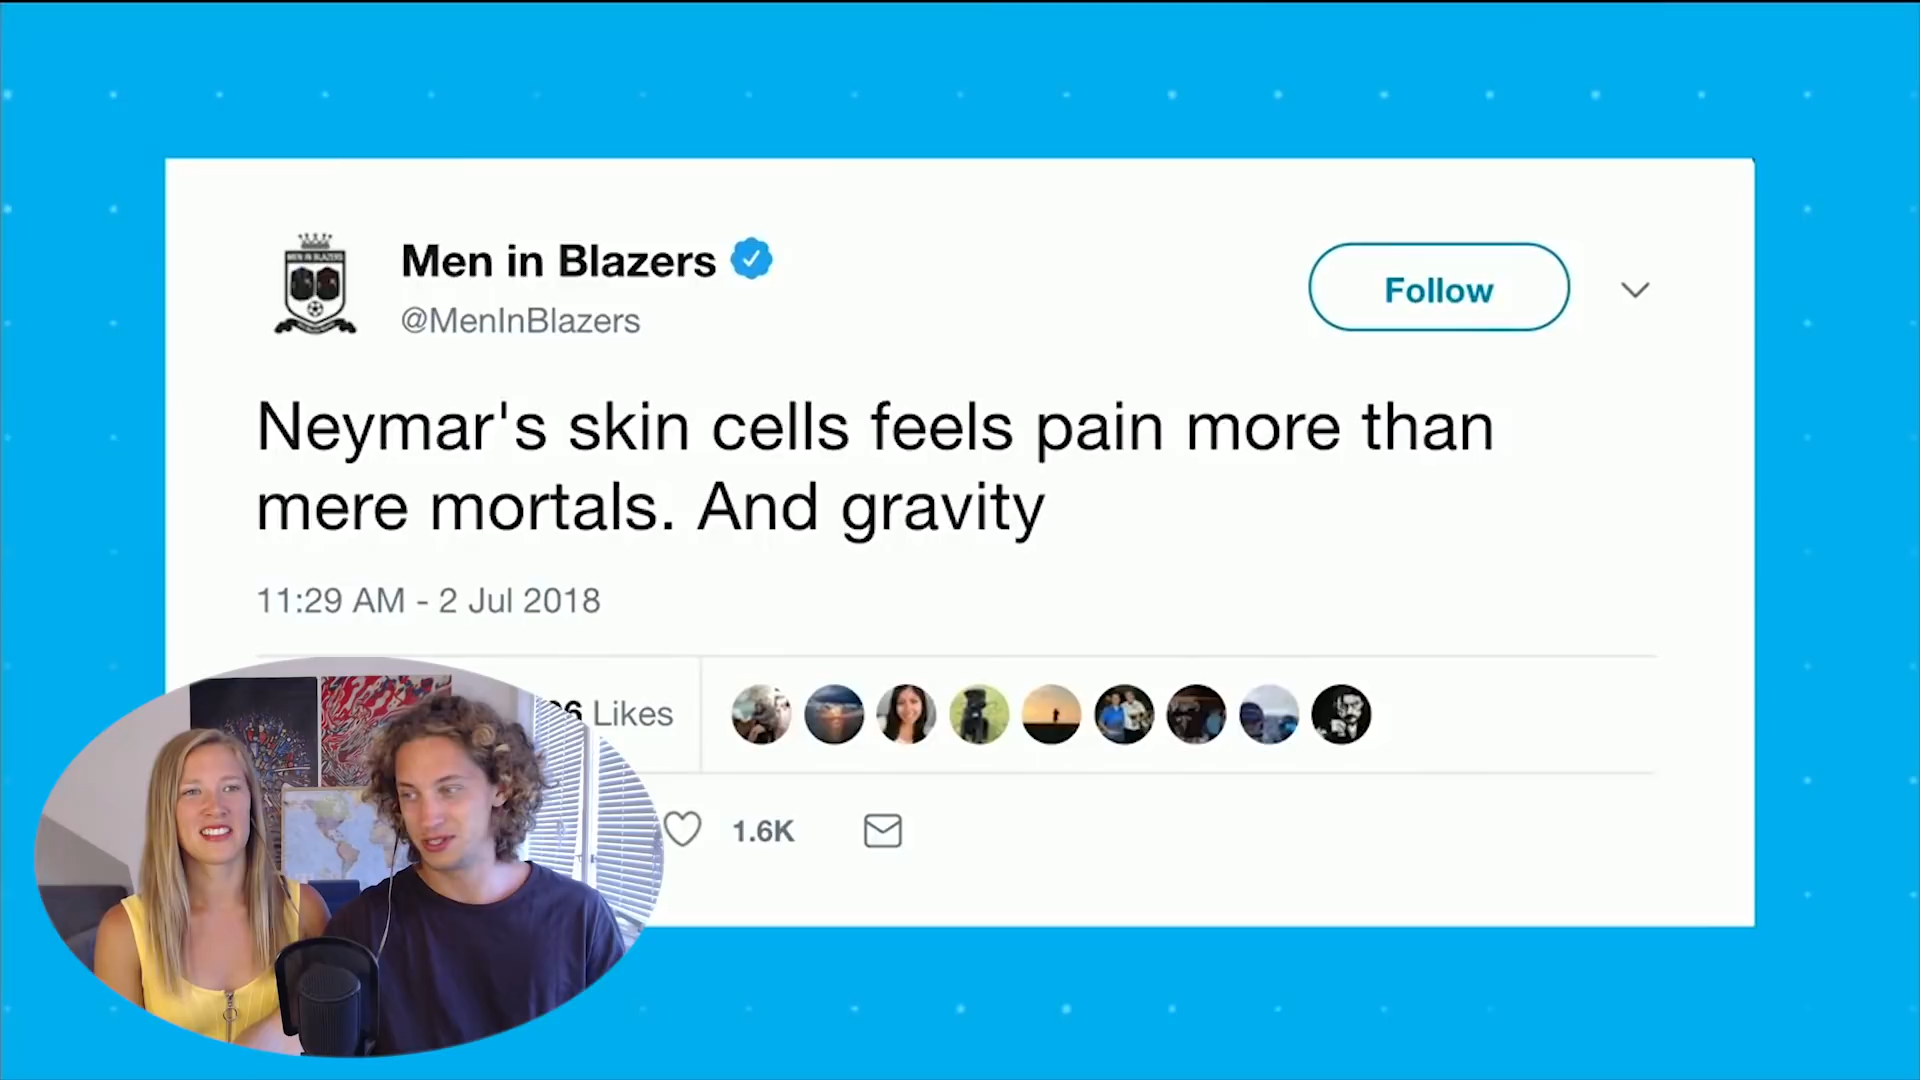 Men in Blazers
@MenInBlazers
Follow
Neymar's skin cells feels pain more than
mere mortals. And gravity
11:29 AM - 2 Jul 2018
Likes
1.6K